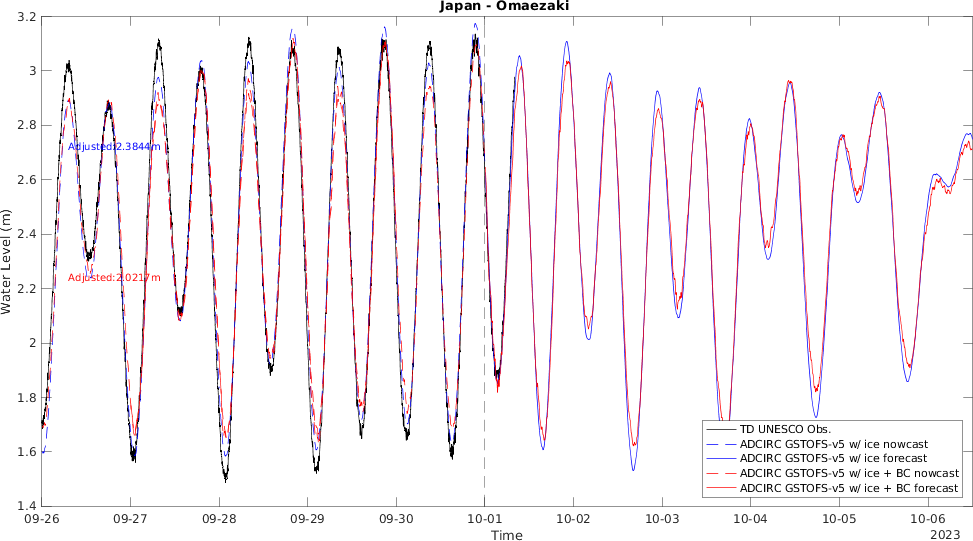 Japan - Omaezaki
3.2
3
2.8
2.6
2.4
2.2
2
1.8
1.6
1.4
Water Level (m)
Adjusted:2.3844m
Adjusted:2.0217m
TD UNESCO Obs.
ADCIRC GSTOFS-v5 w/ ice nowcast
ADCIRC GSTOFS-v5 w/ ice forecast
ADCIRC GSTOFS-v5 w/ ice + BC nowcast
ADCIRC GSTOFS-v5 w/ ice + BC forecast
09-26 09-27 09-28 09-29 09-30 10-01 10-02 10-03 10-04 10-05 10-06
Time
2023